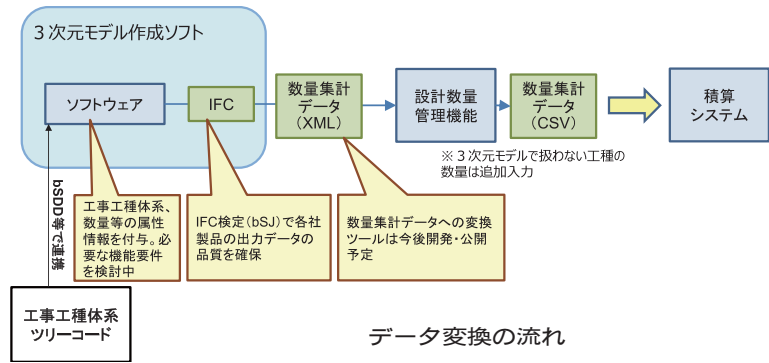 3次元モデル作成ソフト
ソフトウェア
IFC
数量集計
データ
(XML)
設計数量
管理機能
数量集計
データ
(CSV)
積算
システム
※3次元モデルで扱わない工種の
数量は追加入力
bSDD等で連携
工事工種体系、
数量等の属性
情報を付与。必
要な機能要件
を検討中
IFC検定(bSJ)で各社
製品の出力データの
品質を確保
数量集計データへの変換
ツールは今後開発・公開
予定
工事工種体系
ツリーコード
データ変換の流れ